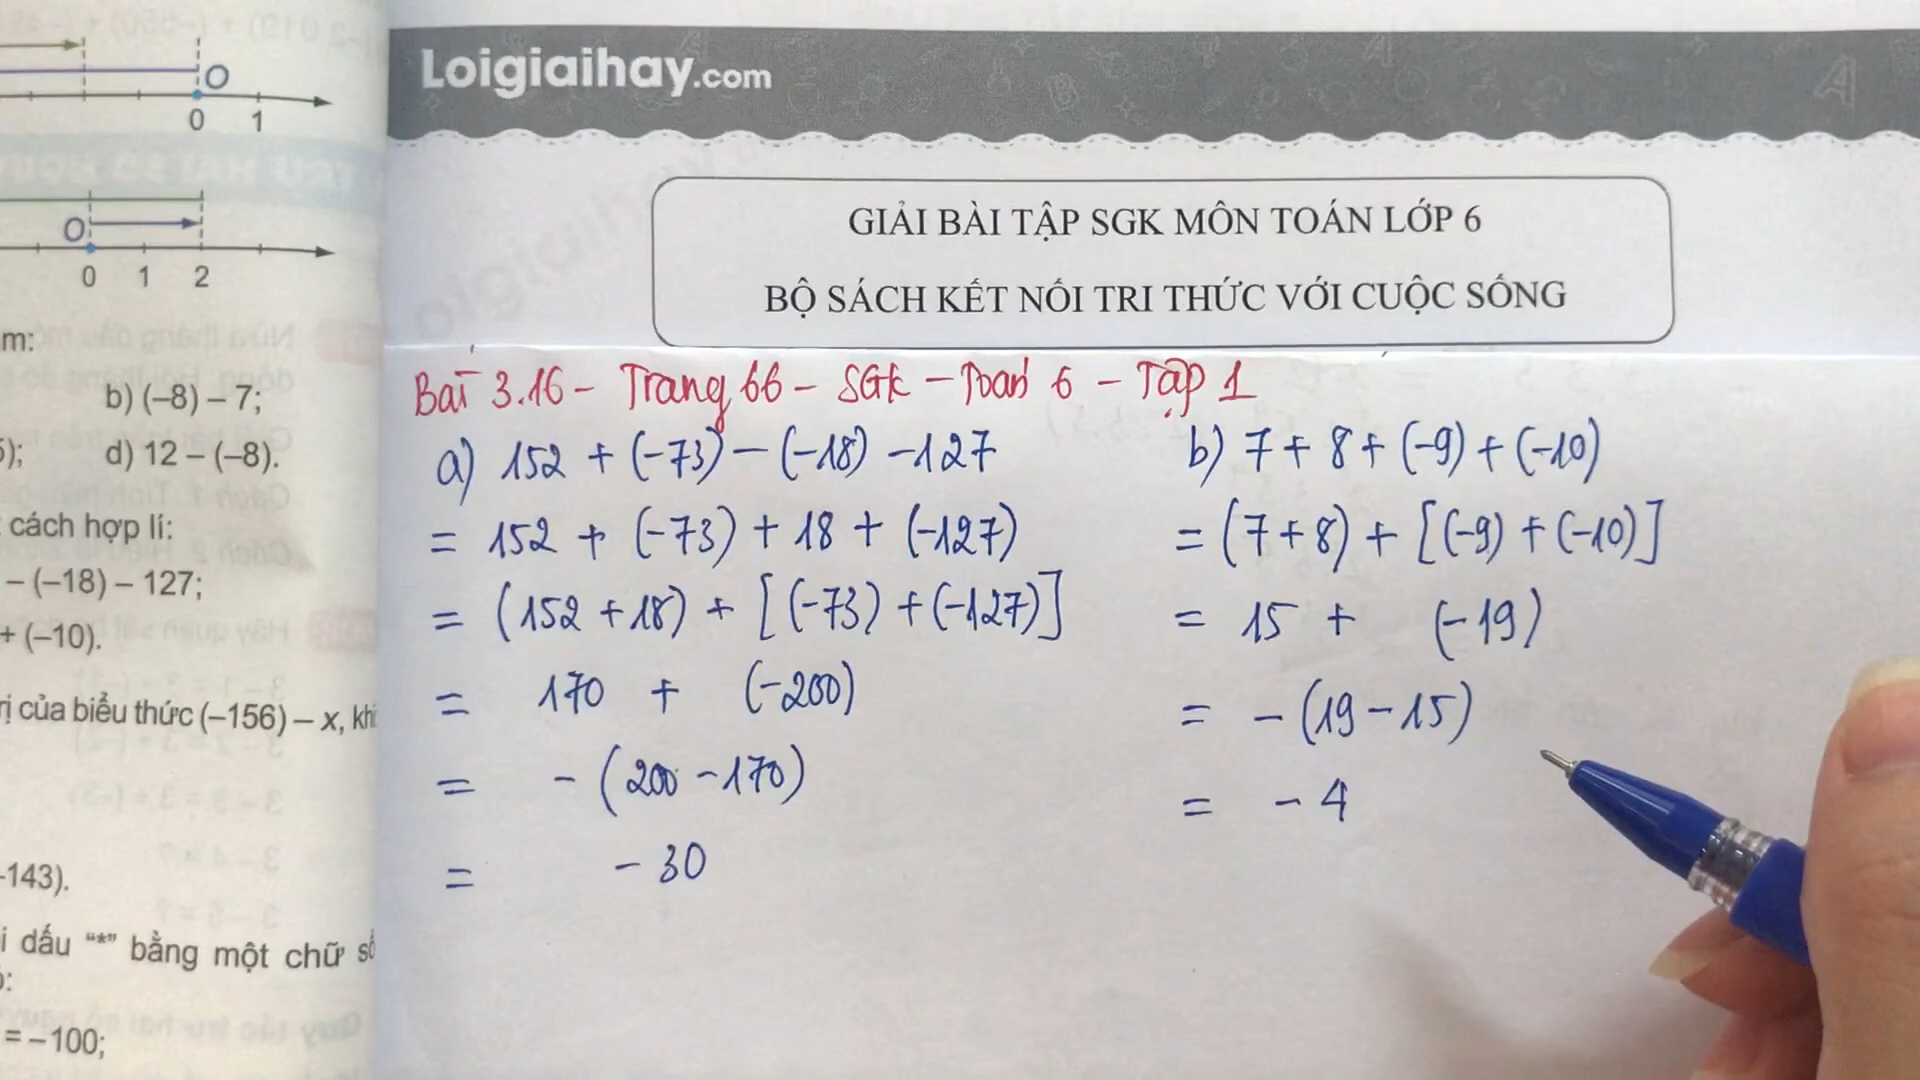 O
0 1
O
0 1 2
m:
b) (–8) – 7;
5);
d) 12 – (–8).
cách hợp lí:
– (–18) – 127;
+ (–10).
rị của biểu thức (–156) – x, khi
-143).
i dấu “*” bằng một chữ số
= –100;
Loigiaihay.com
GIẢI BÀI TẬP SGK MÔN TOÁN LỚP 6
BỘ SÁCH KẾT NỐI TRI THỨC VỚI CUỘC SỐNG
Bài 3.16 – Trang 66 – SGK – Toán 6 – Tập 1
a) 152 + (-73) – (-18) - 127
= 152 + (-73) + 18 + (-127)
= (152 + 18) + [(-73) + (-127)]
= 170 + (-200)
= - (200 - 170)
= - 30
b) 7 + 8 + (-9) + (-10)
= (7 + 8) + [(-9) + (-10)]
= 15 + (-19)
= - (19 - 15)
= - 4